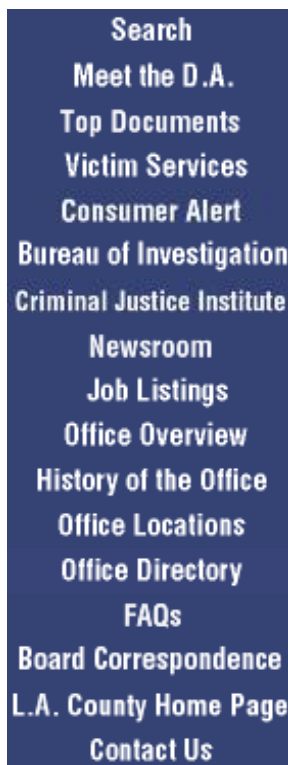 Search
Meet the D.A.
Top Documents
Victim Services
Consumer Alert
Bureau of Investigation
Criminal Justice Institute
Newsroom
Job Listings
Office Overview
History of the Office
Office Locations
Office Directory
FAQs
Board Correspondence
L.A. County Home Page
Contact Us